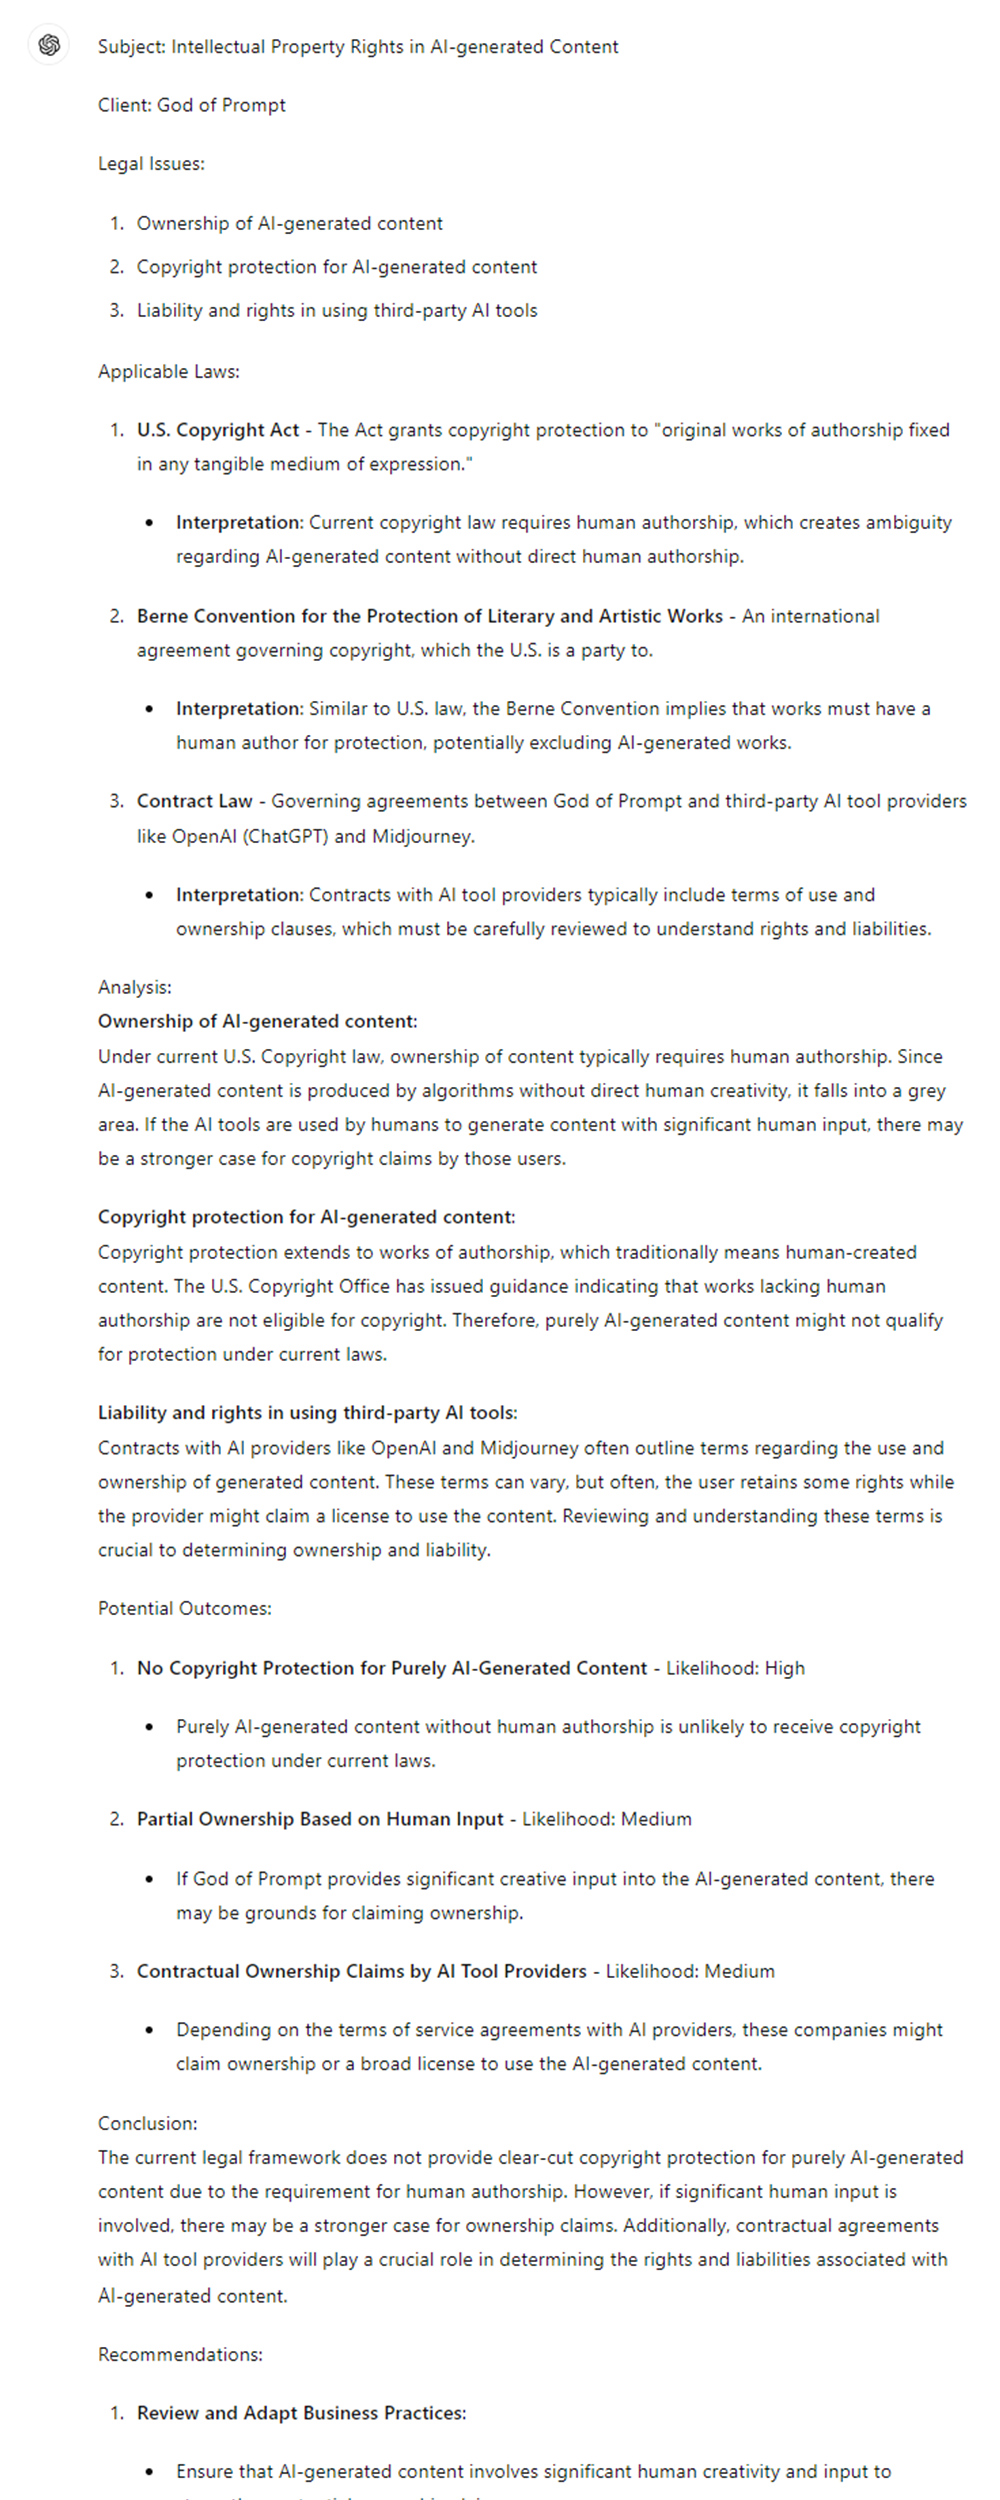 Subject: Intellectual Property Rights in AI-generated Content
Client: God of Prompt
Legal Issues:
1. Ownership of AI-generated content
2. Copyright protection for AI-generated content
3. Liability and rights in using third-party AI tools
Applicable Laws:
1. U.S. Copyright Act - The Act grants copyright protection to "original works of authorship fixed
in any tangible medium of expression."
• Interpretation: Current copyright law requires human authorship, which creates ambiguity
regarding AI-generated content without direct human authorship.
2. Berne Convention for the Protection of Literary and Artistic Works - An international
agreement governing copyright, which the U.S. is a party to.
• Interpretation: Similar to U.S. law, the Berne Convention implies that works must have a
human author for protection, potentially excluding AI-generated works.
3. Contract Law - Governing agreements between God of Prompt and third-party AI tool providers
like OpenAI (ChatGPT) and Midjourney.
• Interpretation: Contracts with AI tool providers typically include terms of use and
ownership clauses, which must be carefully reviewed to understand rights and liabilities.
Analysis:
Ownership of AI-generated content:
Under current U.S. Copyright law, ownership of content typically requires human authorship. Since
AI-generated content is produced by algorithms without direct human creativity, it falls into a grey
area. If the AI tools are used by humans to generate content with significant human input, there may
be a stronger case for copyright claims by those users.
Copyright protection for AI-generated content:
Copyright protection extends to works of authorship, which traditionally means human-created
content. The U.S. Copyright Office has issued guidance indicating that works lacking human
authorship are not eligible for copyright. Therefore, purely AI-generated content might not qualify
for protection under current laws.
Liability and rights in using third-party AI tools:
Contracts with AI providers like OpenAI and Midjourney often outline terms regarding the use and
ownership of generated content. These terms can vary, but often, the user retains some rights while
the provider might claim a license to use the content. Reviewing and understanding these terms is
crucial to determining ownership and liability.
Potential Outcomes:
1. No Copyright Protection for Purely AI-Generated Content - Likelihood: High
• Purely AI-generated content without human authorship is unlikely to receive copyright
protection under current laws.
2. Partial Ownership Based on Human Input - Likelihood: Medium
• If God of Prompt provides significant creative input into the AI-generated content, there
may be grounds for claiming ownership.
3. Contractual Ownership Claims by AI Tool Providers - Likelihood: Medium
• Depending on the terms of service agreements with AI providers, these companies might
claim ownership or a broad license to use the AI-generated content.
Conclusion:
The current legal framework does not provide clear-cut copyright protection for purely AI-generated
content due to the requirement for human authorship. However, if significant human input is
involved, there may be a stronger case for ownership claims. Additionally, contractual agreements
with AI tool providers will play a crucial role in determining the rights and liabilities associated with
AI-generated content.
Recommendations:
1. Review and Adapt Business Practices:
• Ensure that AI-generated content involves significant human creativity and input to